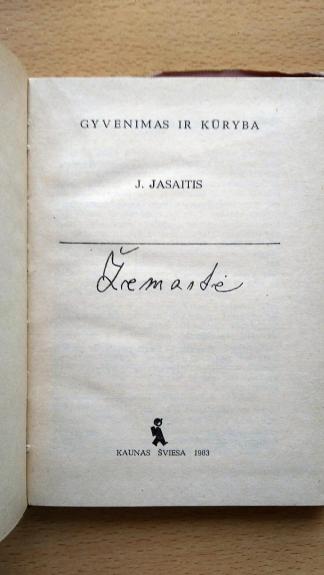 GYVENIMAS IR KŪRYBA
J. JASAITIS
Žemaitė
KAUNAS ŠVIESA 1983